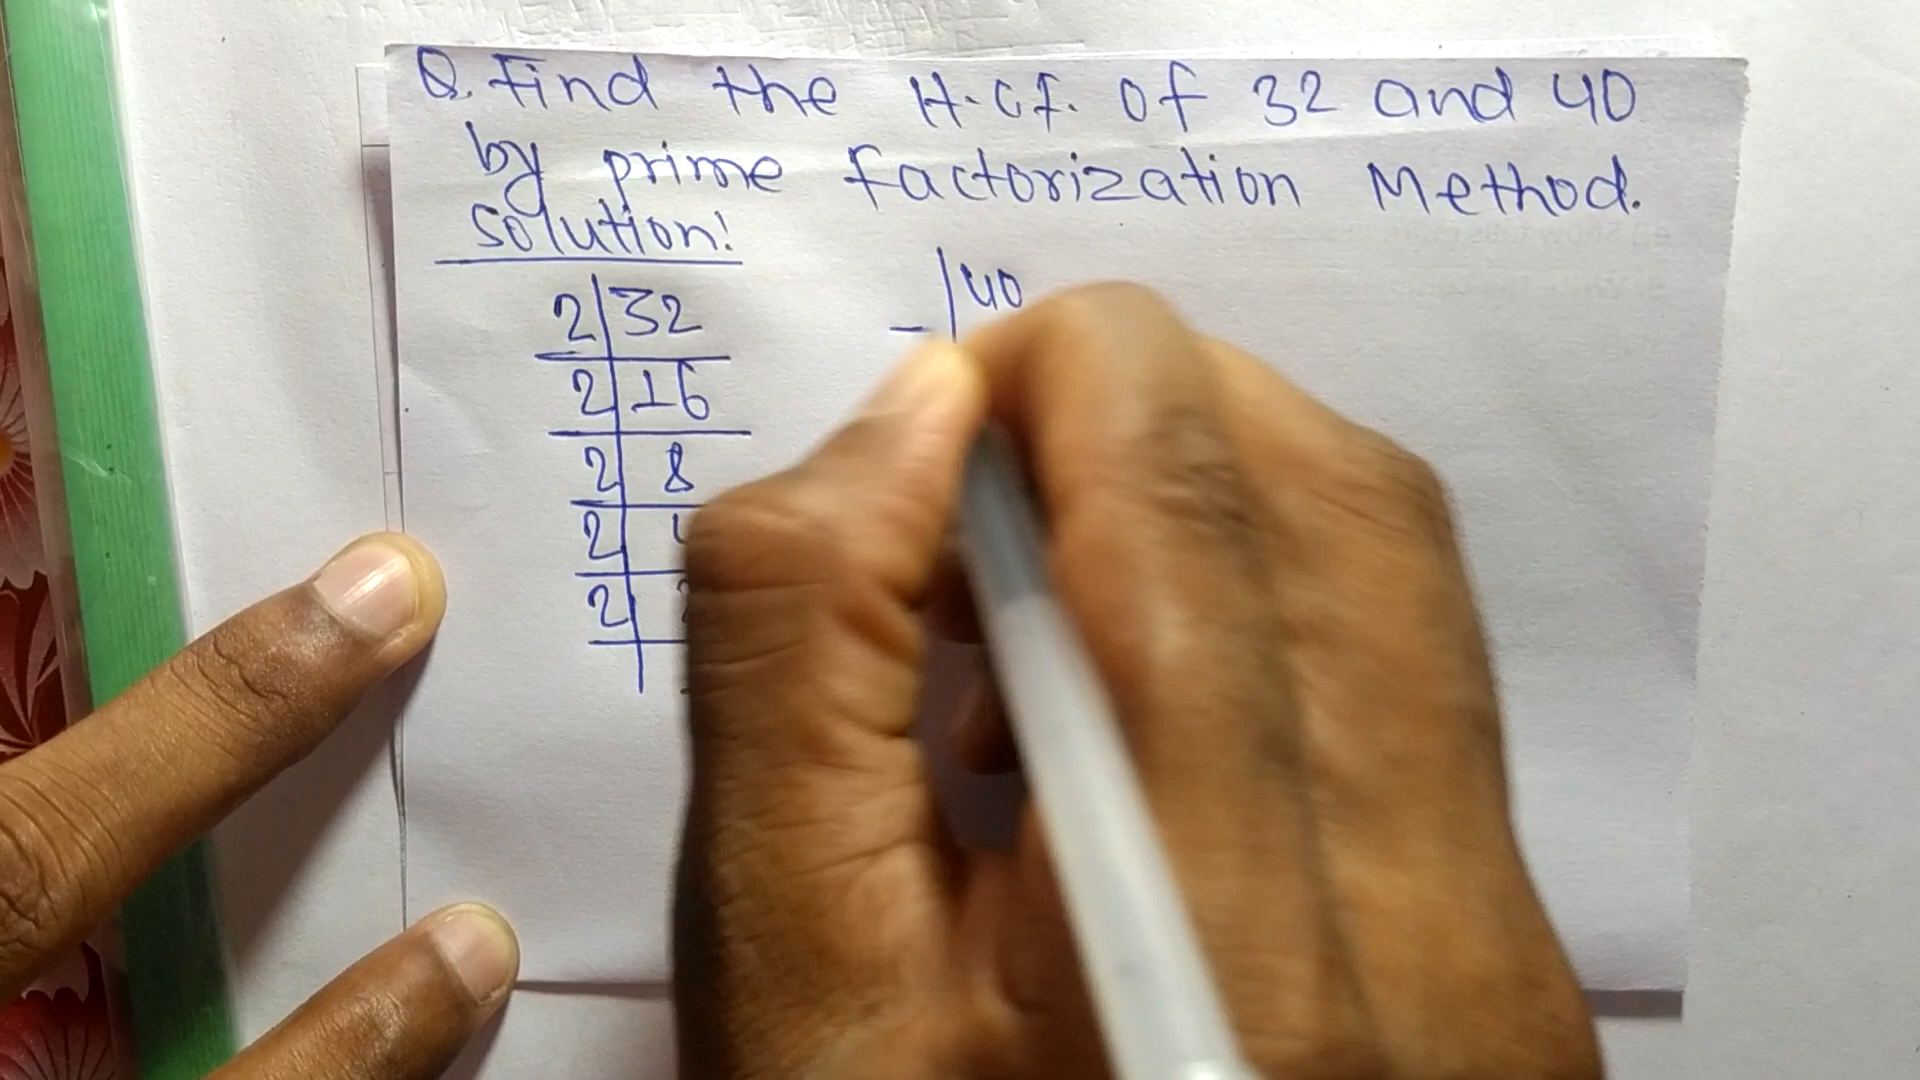 Q. Find the H.C.F. Of 32 and 40
by prime factorization Method.
Solution!
2 32 40
2 16
2 8
2
2